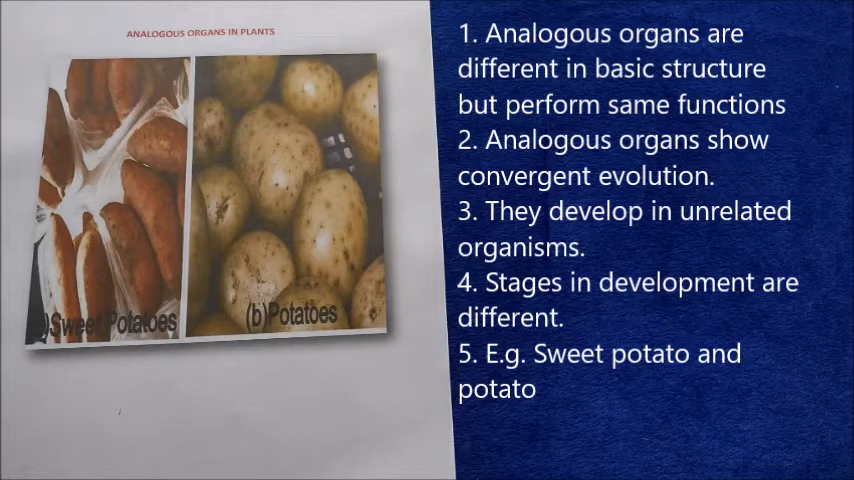 ANALOGOUS ORGANS IN PLANTS
)Sweet Potatoes
(b)Potatoes
1. Analogous organs are
different in basic structure
but perform same functions
2. Analogous organs show
convergent evolution.
3. They develop in unrelated
organisms.
4. Stages in development are
different.
5. E.g. Sweet potato and
potato